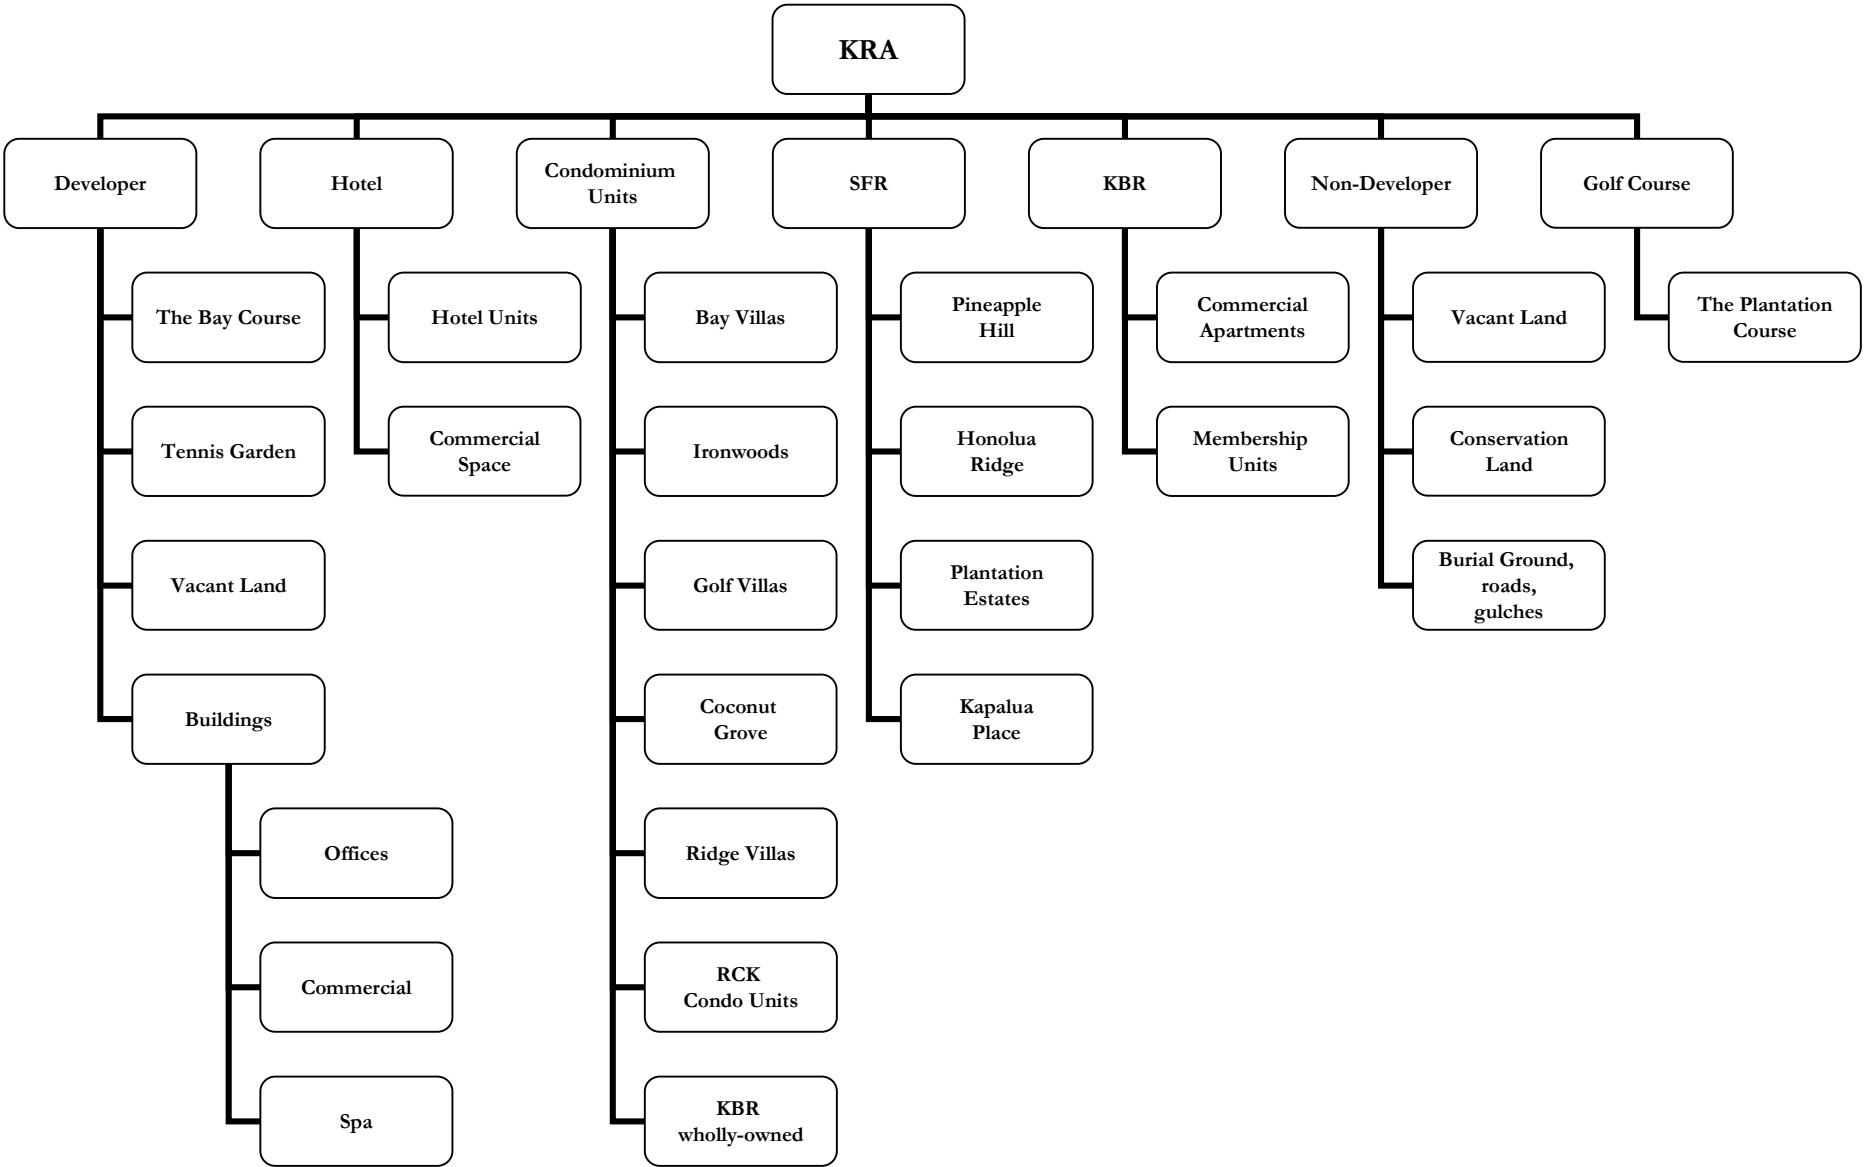 KRA
Developer
Hotel
Condominium
Units
SFR
KBR
Non-Developer
Golf Course
The Bay Course
Hotel Units
Bay Villas
Pineapple
Hill
Commercial
Apartments
Vacant Land
The Plantation
Course
Tennis Garden
Commercial
Space
Ironwoods
Honolua
Ridge
Membership
Units
Conservation
Land
Vacant Land
Golf Villas
Plantation
Estates
Burial Ground,
roads,
gulches
Buildings
Coconut
Grove
Kapalua
Place
Offices
Ridge Villas
Commercial
RCK
Condo Units
Spa
KBR
wholly-owned